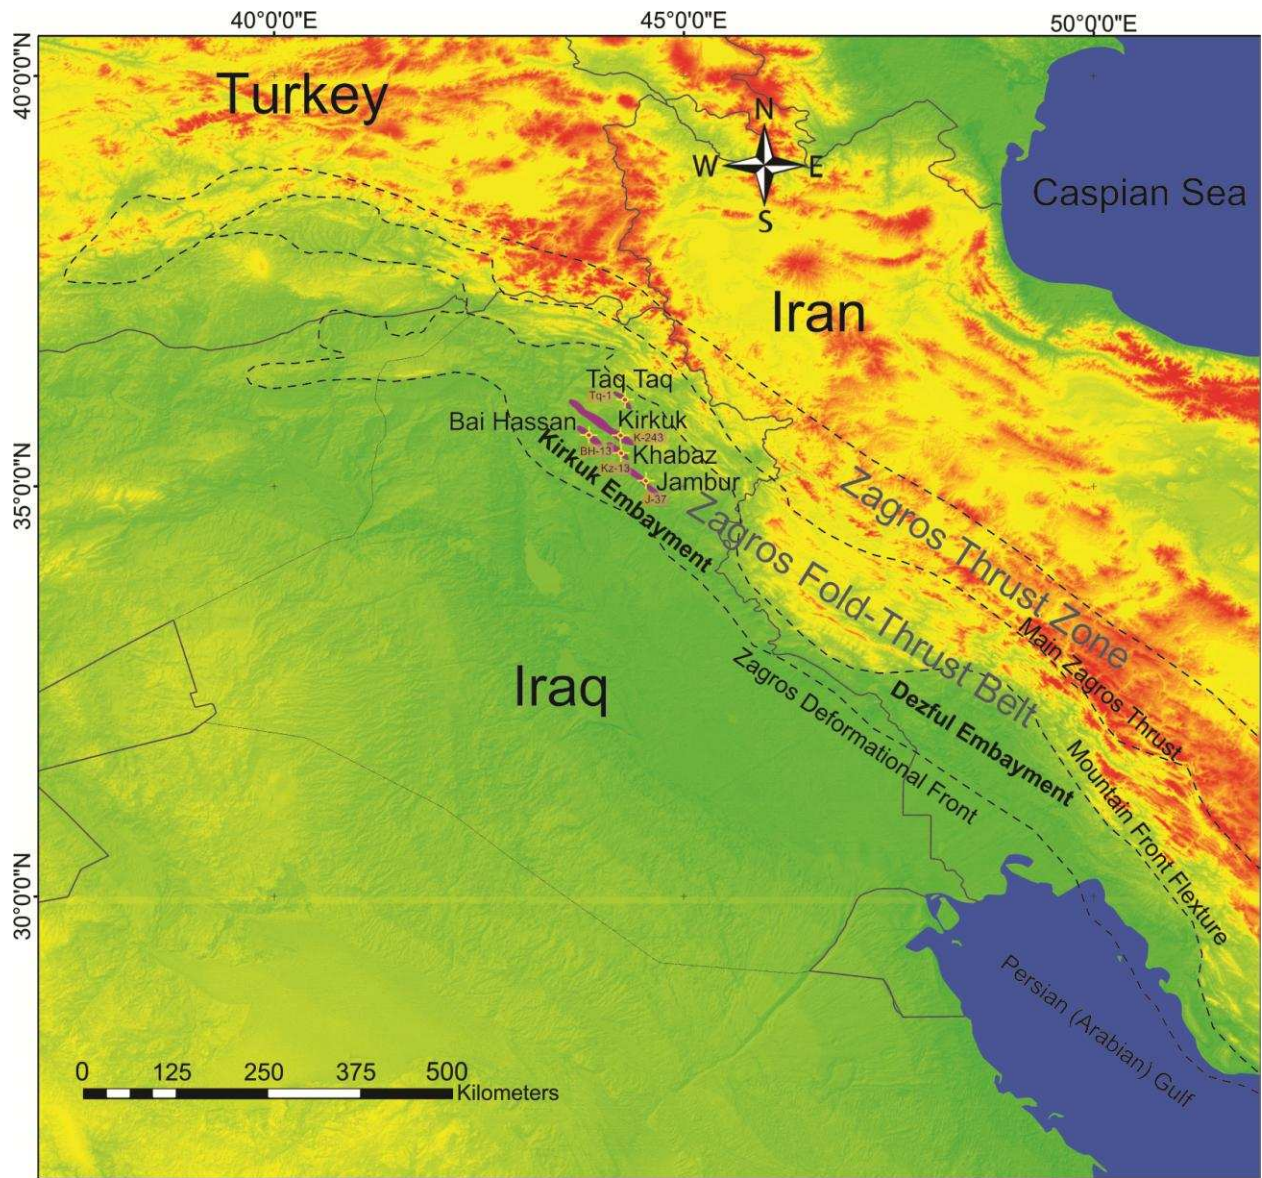 40°0'0"E
45°0'0"E
50°0'0"E
40°0'0"N
Turkey
N
W
E
S
Caspian Sea
Iran
Taq Taq
Tq-1
Bai Hassan
Kirkuk
K-243
BH-13
Khabaz
Kz-13
Jambur
J-37
35°0'0"N
Kirkuk Embayment
Zagros Thrust Zone
Zagros Fold-Thrust Belt
Main Zagros Thrust
Iraq
Zagros Deformational Front
Dezful Embayment
Mountain Front Flexture
30°0'0"N
Persian (Arabian) Gulf
0 125 250 375 500
Kilometers